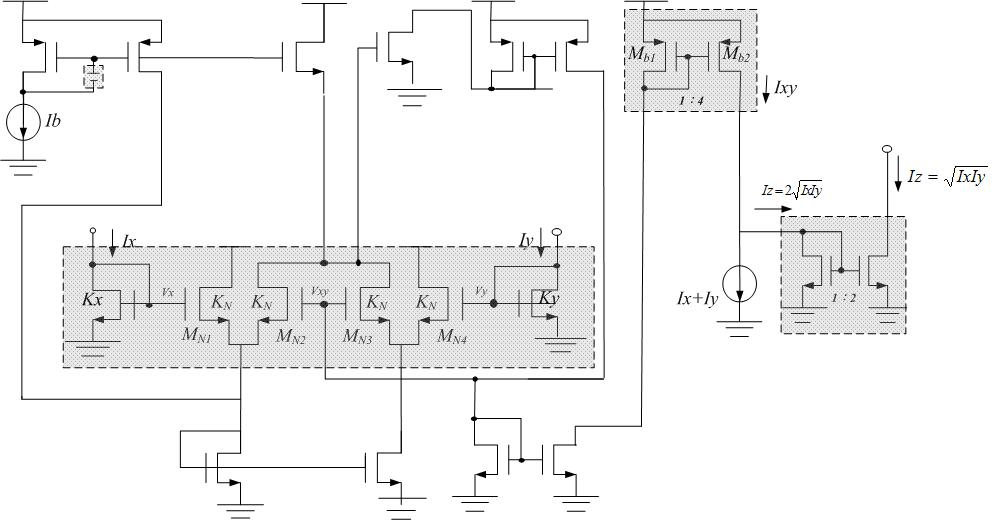 Ib
Mb1
Mb2
1 : 4
Ixy
Iz = 2√IxIy
Iz = √IxIy
Ix+Iy
1 : 2
Ix
Iy
Kx
Vx
KN
KN
Vxy
KN
KN
Vy
Ky
MN1
MN2
MN3
MN4